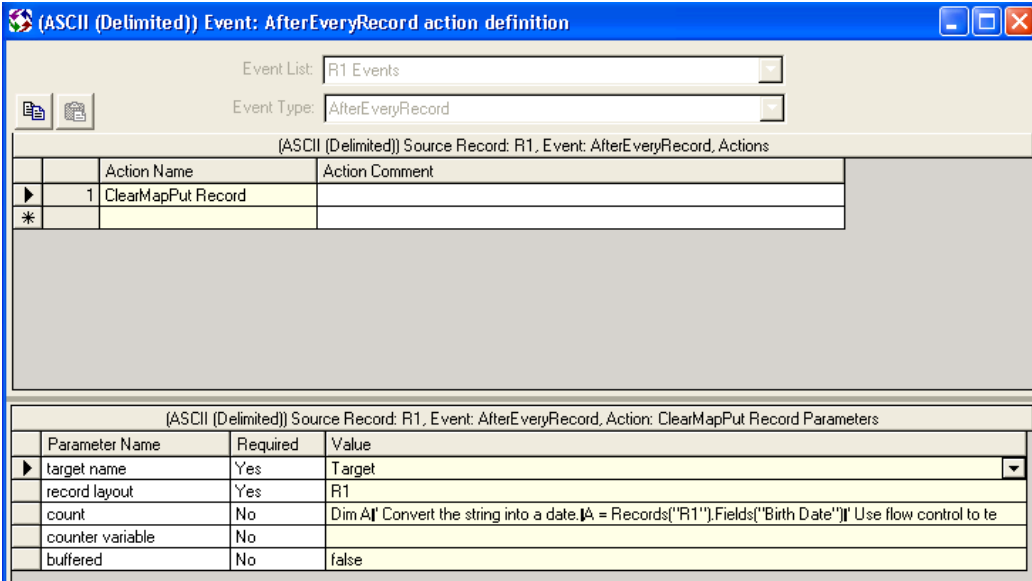 (ASCII (Delimited)) Event: AfterEveryRecord action definition
Event List: R1 Events
Event Type: AfterEveryRecord
(ASCII (Delimited)) Source Record: R1, Event: AfterEveryRecord, Actions
Action Name Action Comment
1 ClearMapPut Record
(ASCII (Delimited)) Source Record: R1, Event: AfterEveryRecord, Action: ClearMapPut Record Parameters
Parameter Name Required Value
target name Yes Target
record layout Yes R1
count No Dim A||' Convert the string into a date.||A = Records("R1").Fields("Birth Date")||' Use flow control to te
counter variable No
buffered No false